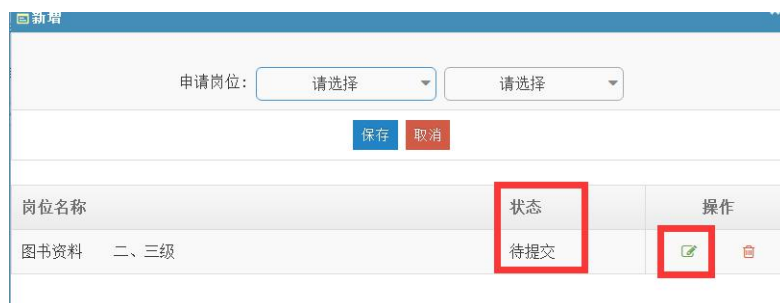 新增
申请岗位: 请选择 请选择
保存 取消
岗位名称 状态 操作
图书资料 二、三级 待提交